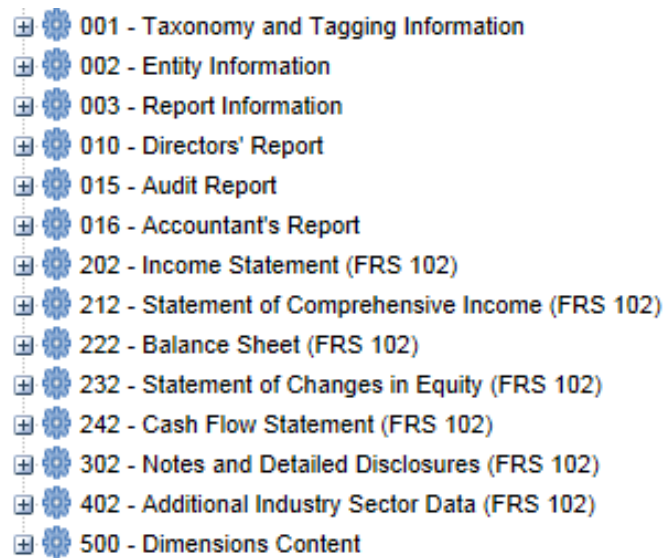 001 - Taxonomy and Tagging Information
002 - Entity Information
003 - Report Information
010 - Directors' Report
015 - Audit Report
016 - Accountant's Report
202 - Income Statement (FRS 102)
212 - Statement of Comprehensive Income (FRS 102)
222 - Balance Sheet (FRS 102)
232 - Statement of Changes in Equity (FRS 102)
242 - Cash Flow Statement (FRS 102)
302 - Notes and Detailed Disclosures (FRS 102)
402 - Additional Industry Sector Data (FRS 102)
500 - Dimensions Content